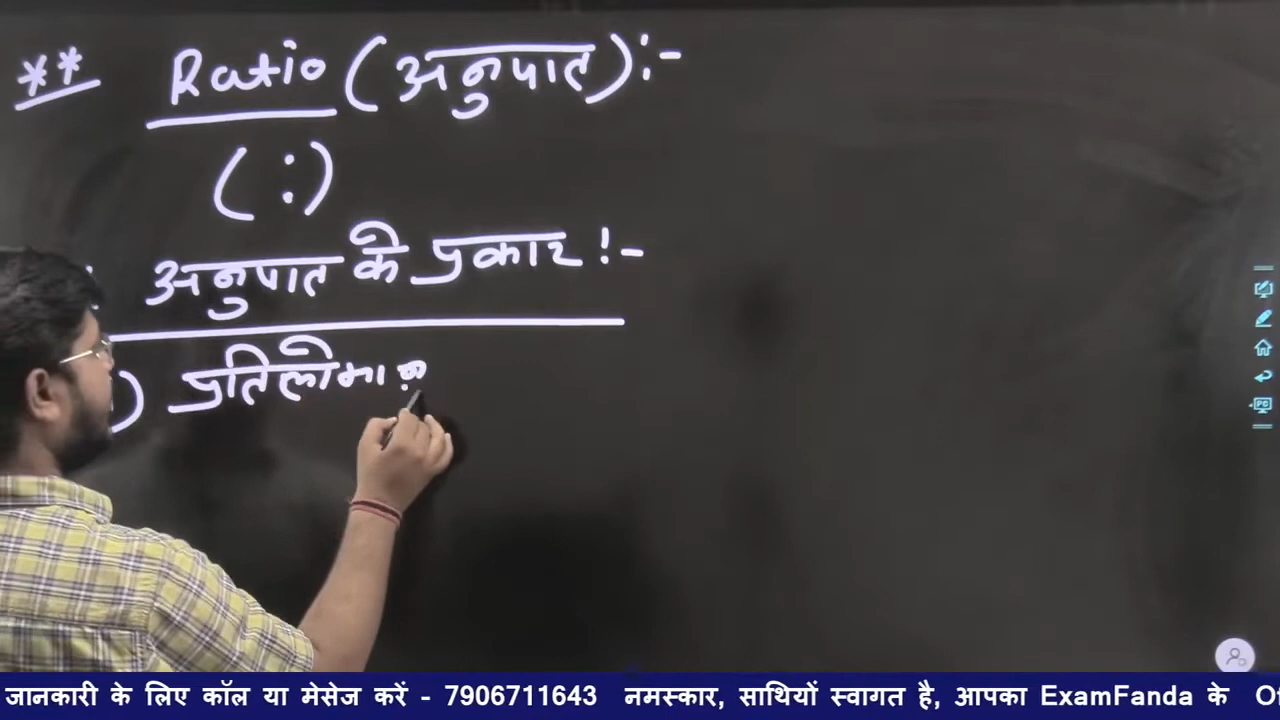 ** Ratio (अनुपात):-
(:)
अनुपात के प्रकार :-
) प्रतिलोमा
जानकारी के लिए कॉल या मेसेज करें - 7906711643 नमस्कार, साथियों स्वागत है, आपका ExamFanda के